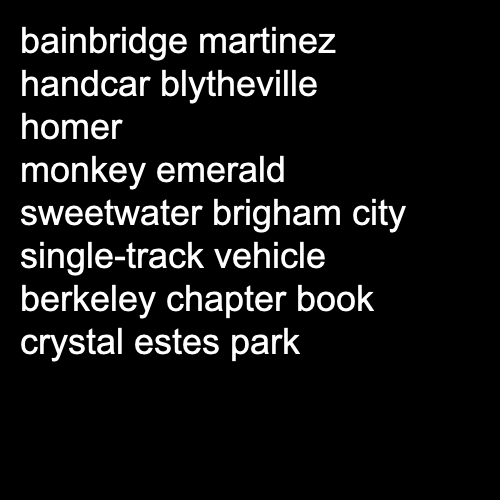 bainbridge martinez
handcar blytheville
homer
monkey emerald
sweetwater brigham city
single-track vehicle
berkeley chapter book
crystal estes park